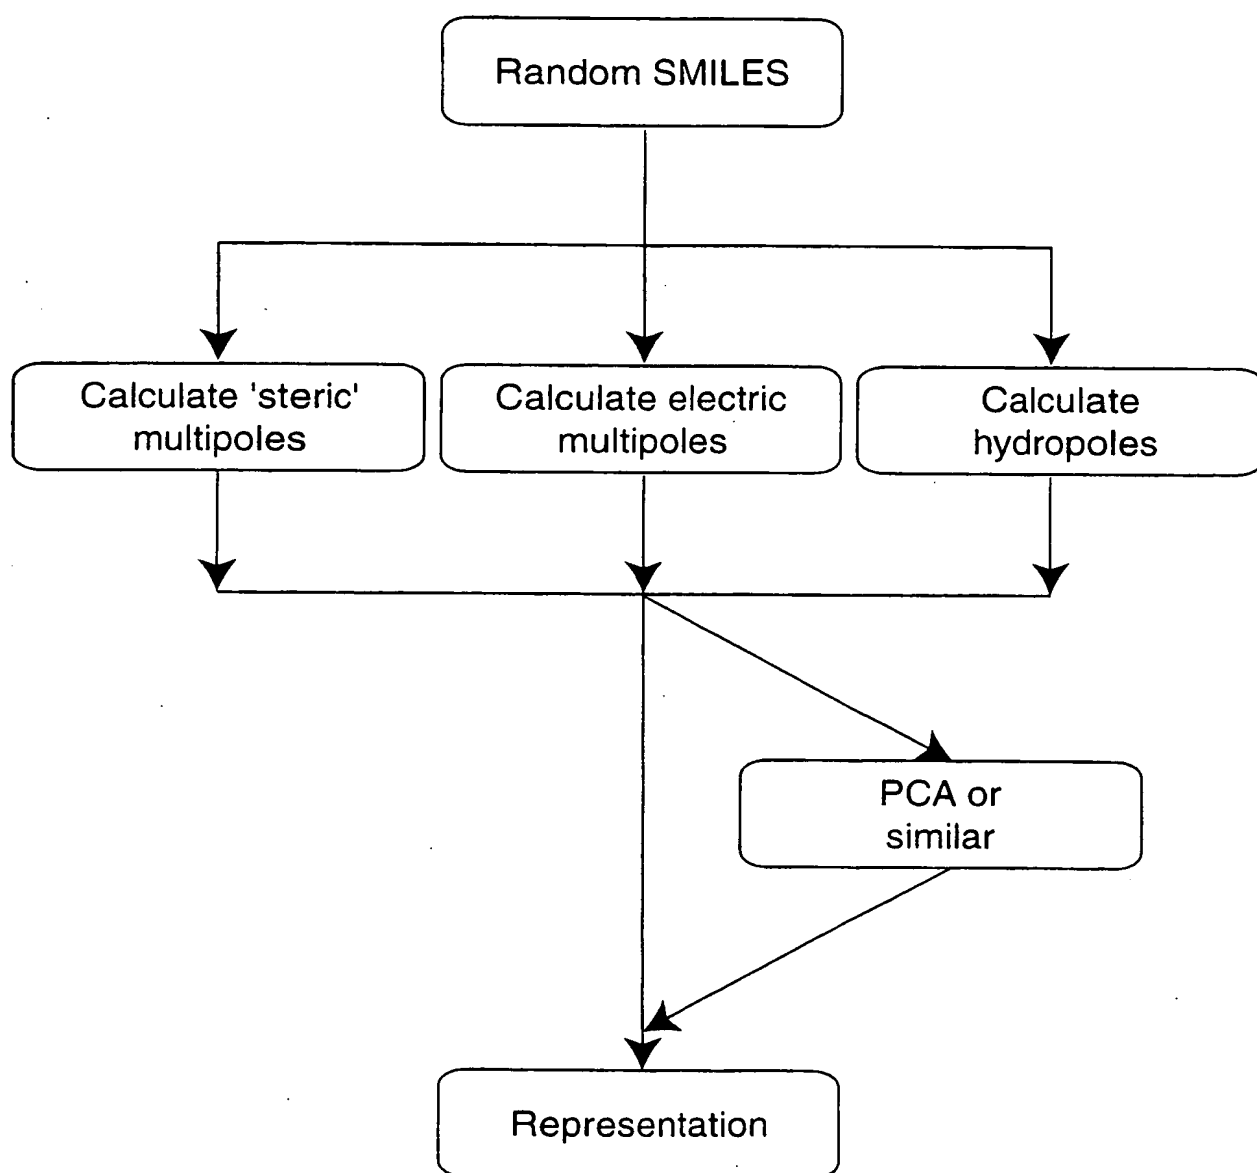 Random SMILES
Calculate 'steric'
multipoles
Calculate electric
multipoles
Calculate
hydropoles
PCA or
similar
Representation